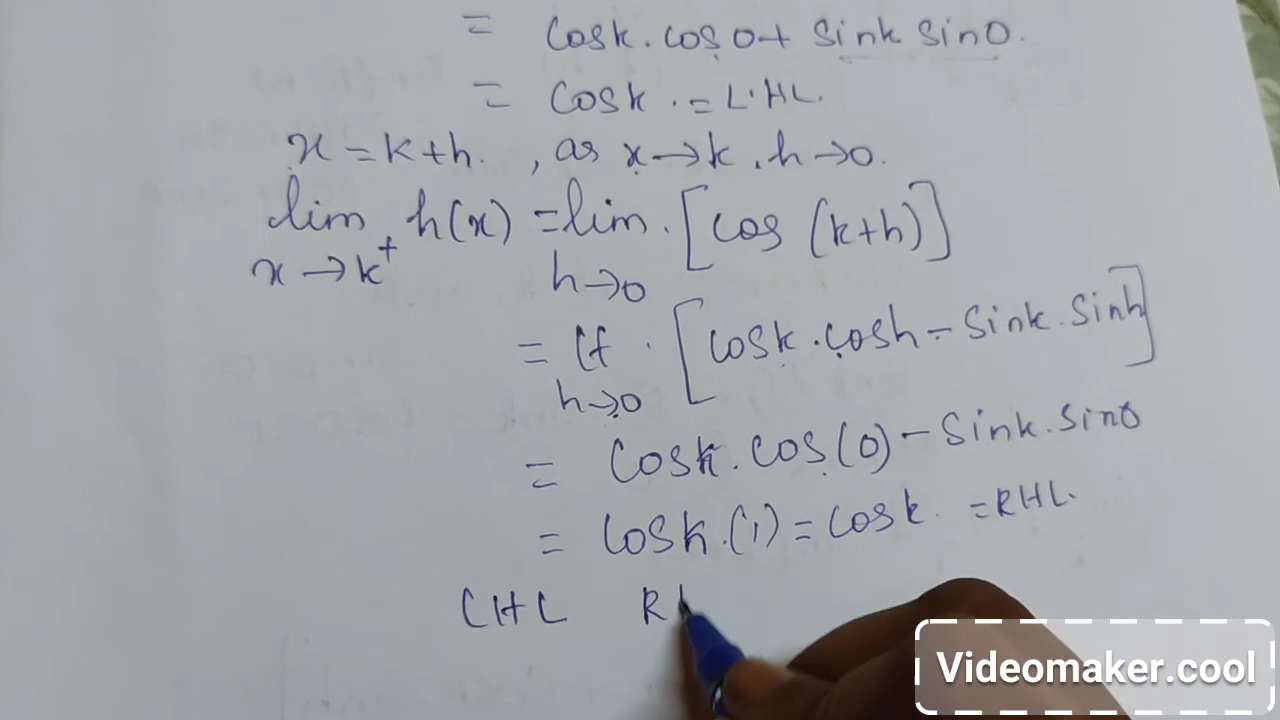 = cosk. cos 0 + sink sin0.
= cosk . = L.HL.
x = k+h. , as x → k, h → 0.
lim h(x) = lim. [cos (k+h)]
x → k⁺ h → 0
= lt . [cosk . cosh - sink . sinh]
h → 0
= cosk. cos(0) - sink. sin0
= cosk .(1) = cosk. = RHL.
LHL R
Videomaker.cool